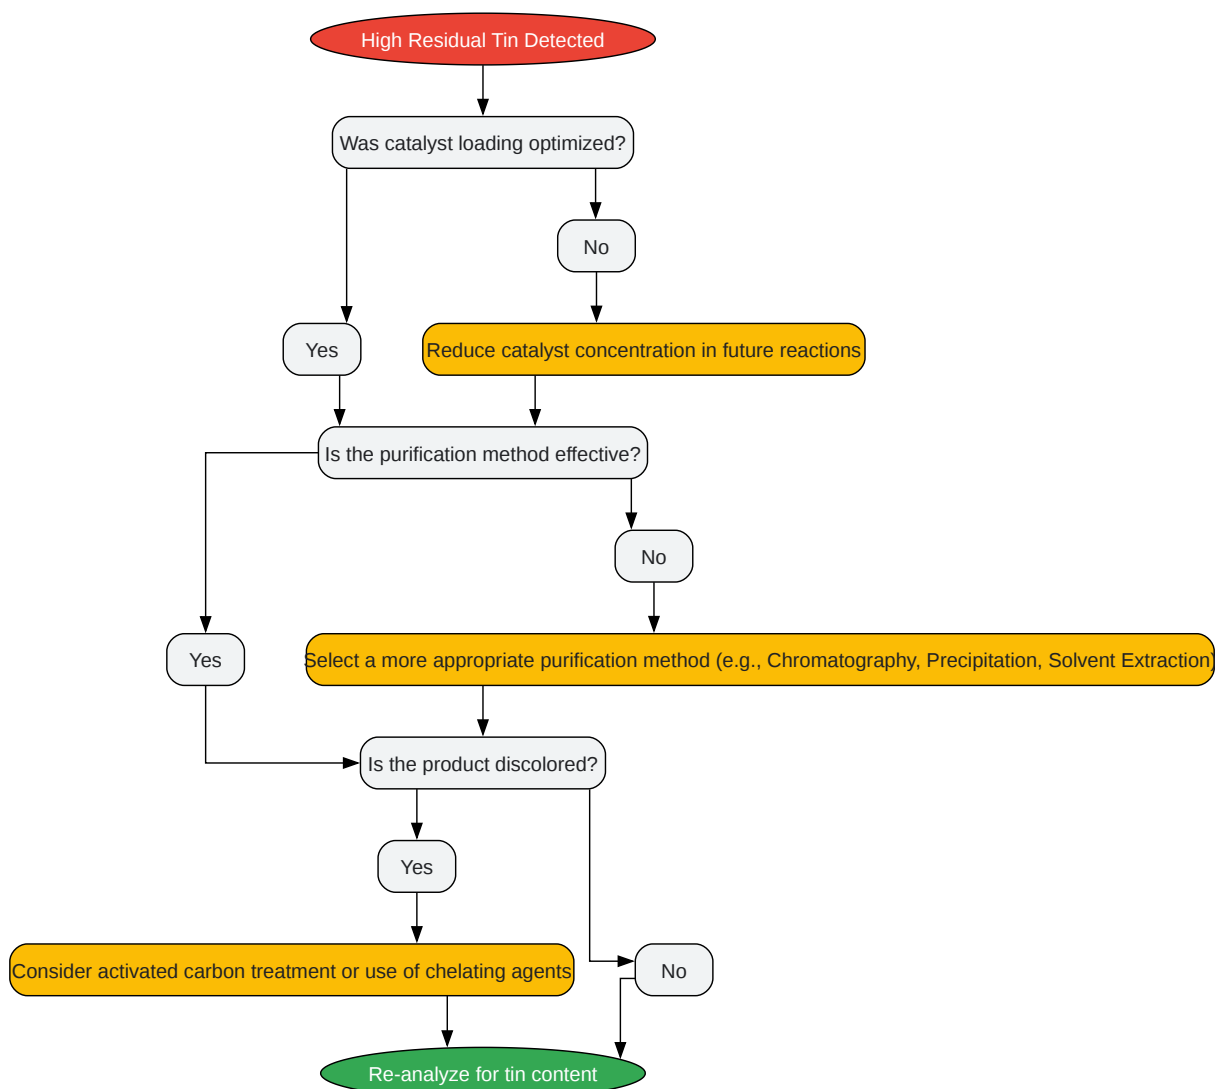 High Residual Tin Detected
Was catalyst loading optimized?
No
Yes
Reduce catalyst concentration in future reactions
Is the purification method effective?
No
Yes
Select a more appropriate purification method (e.g., Chromatography, Precipitation, Solvent Extraction)
Is the product discolored?
Yes
Consider activated carbon treatment or use of chelating agents
No
Re-analyze for tin content